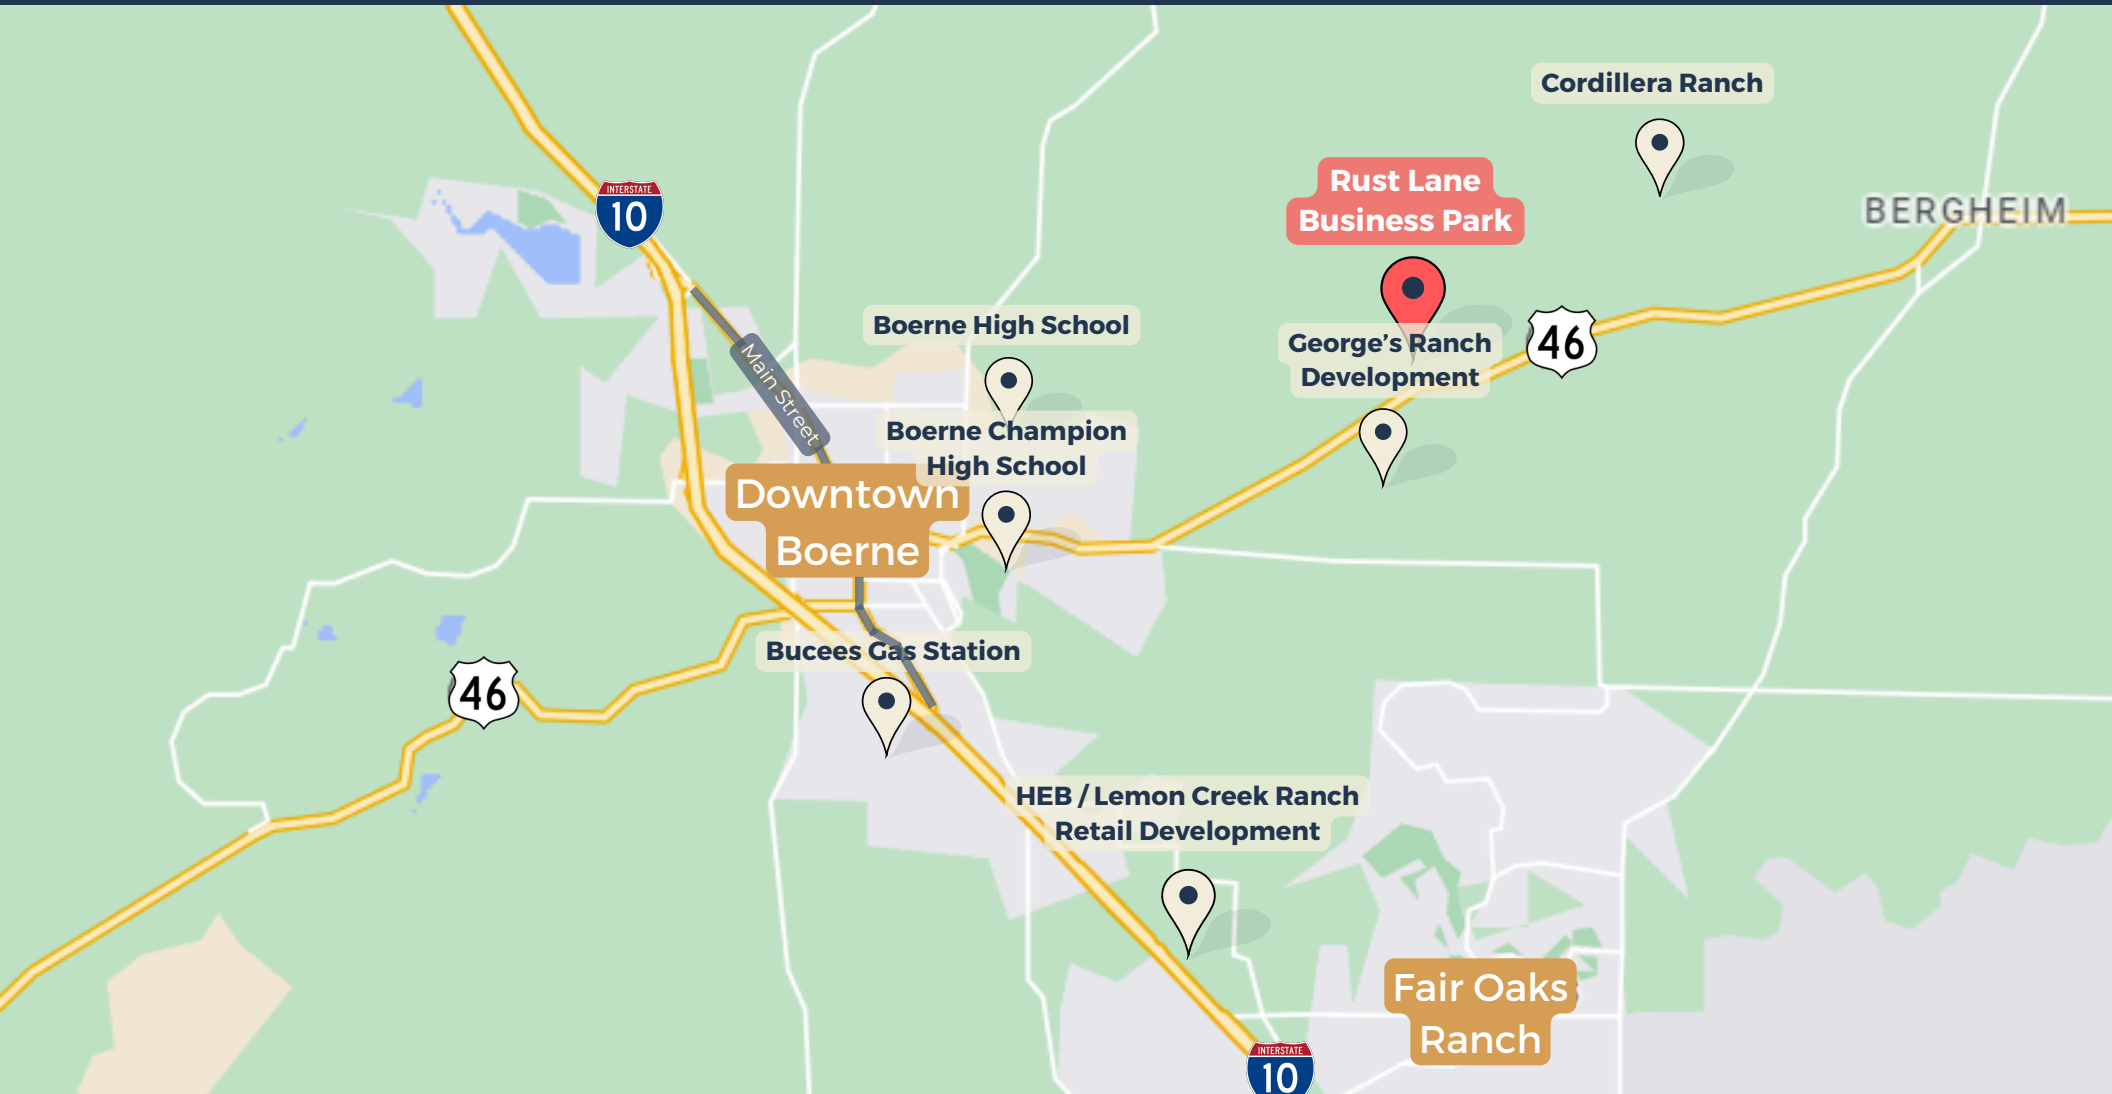 Cordillera Ranch
Rust Lane
Business Park
BERGHEIM
INTERSTATE
10
Boerne High School
George's Ranch
Development
46
Main Street
Boerne Champion
High School
Downtown
Boerne
Bucees Gas Station
46
HEB / Lemon Creek Ranch
Retail Development
Fair Oaks
Ranch
INTERSTATE
10